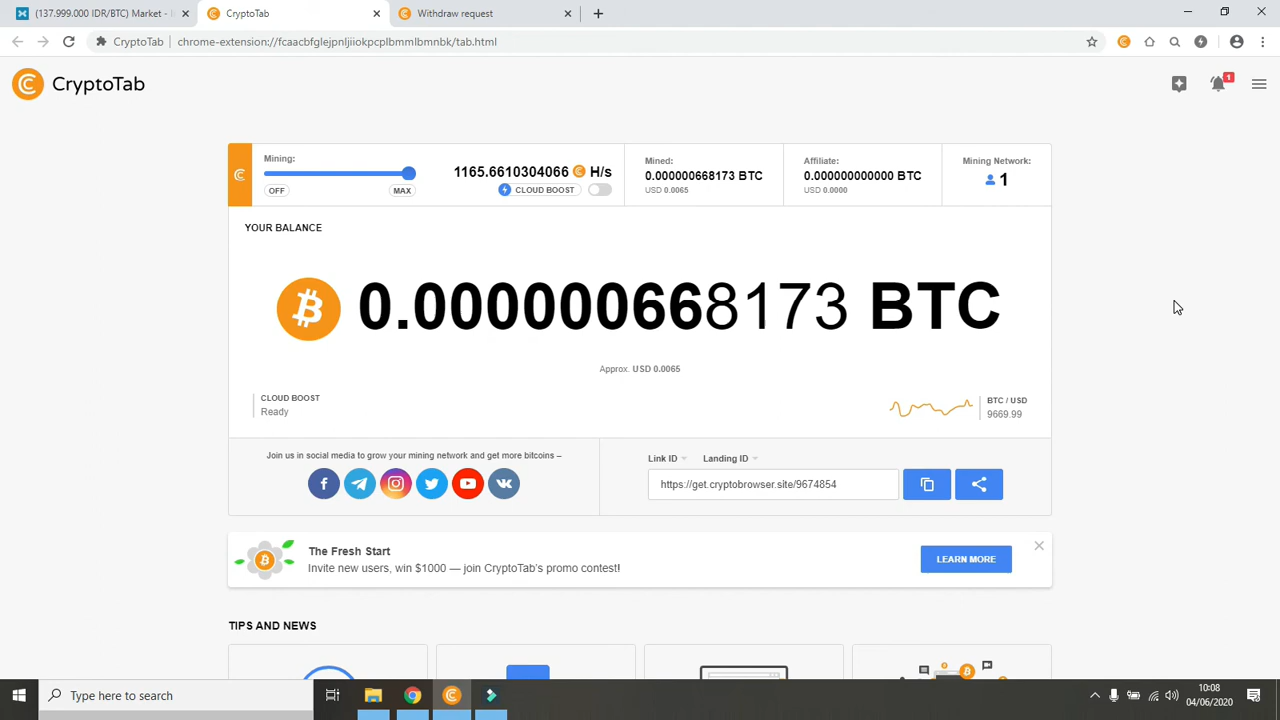 (137.999.000 IDR/BTC) Market - I
CryptoTab
Withdraw request
CryptoTab
chrome-extension://fcaacbfglejpnljiiokpcplbmmlbmnbk/tab.html
CryptoTab
1
Mining:
OFF
MAX
1165.6610304066 H/s
CLOUD BOOST
Mined:
0.000000668173 BTC
USD 0.0065
Affiliate:
0.000000000000 BTC
USD 0.0000
Mining Network:
1
YOUR BALANCE
0.000000668173 BTC
Approx. USD 0.0065
CLOUD BOOST
Ready
BTC / USD
9669.99
Join us in social media to grow your mining network and get more bitcoins –
Link ID
Landing ID
https://get.cryptobrowser.site/9674854
The Fresh Start
Invite new users, win $1000 — join CryptoTab's promo contest!
LEARN MORE
TIPS AND NEWS
Type here to search
10:08
04/06/2020